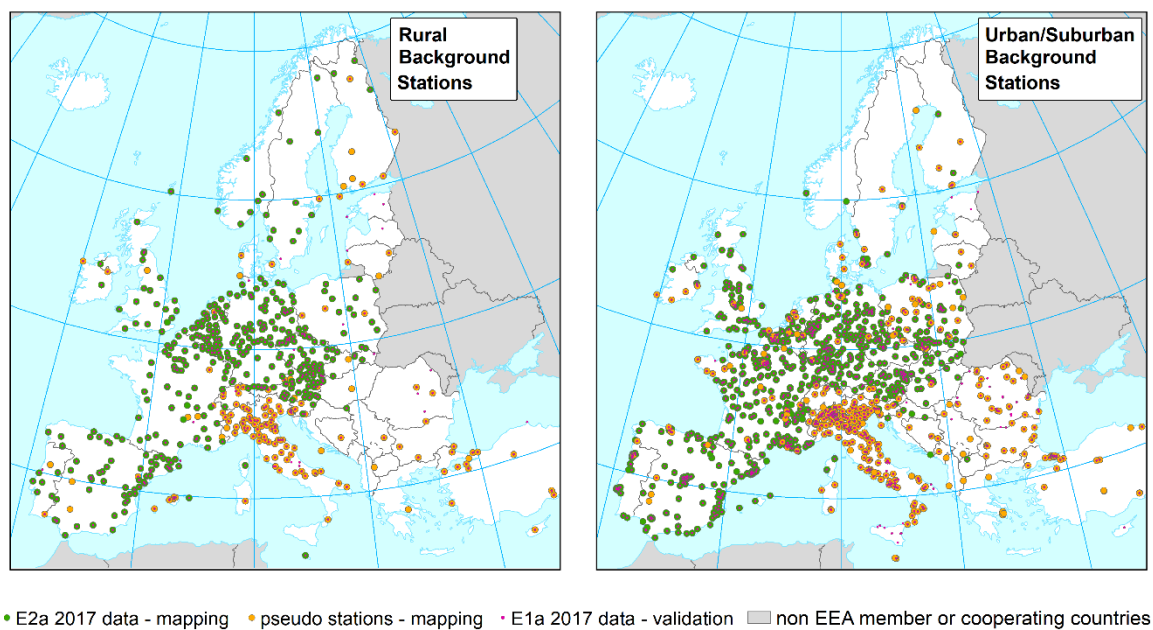 Rural
Background
Stations
Urban/Suburban
Background
Stations
E2a 2017 data - mapping pseudo stations - mapping E1a 2017 data - validation non EEA member or cooperating countries